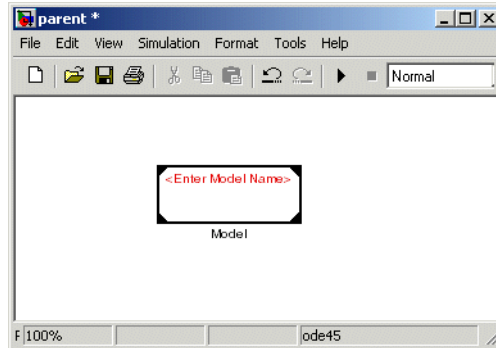 parent *
File Edit View Simulation Format Tools Help
Normal
<Enter Model Name>
Model
F 100% ode45